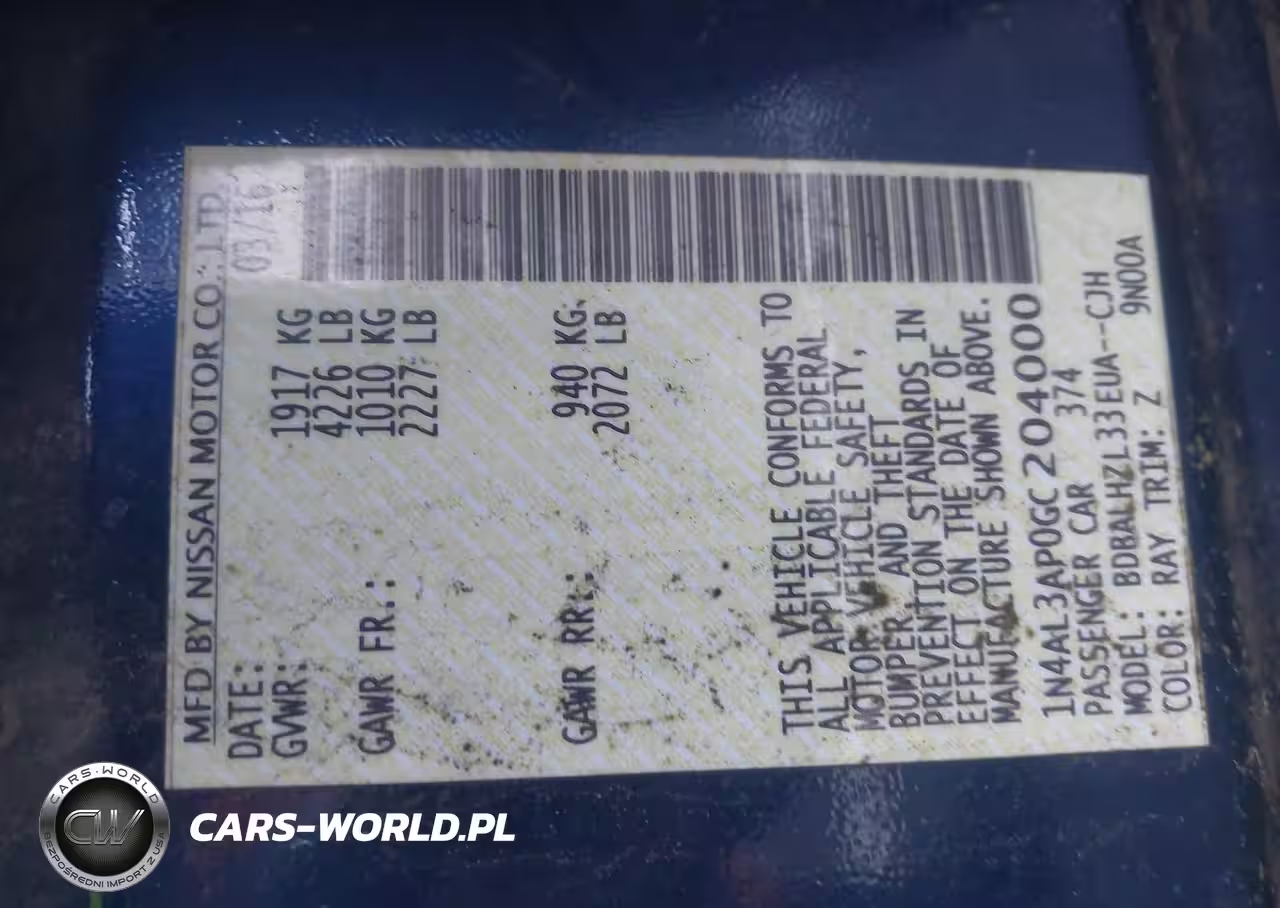 MFD BY NISSAN MOTOR CO., LTD.
DATE: 03/16
GVWR: 1917 KG
4226 LB
GAWR FR.: 1010 KG
2227 LB
GAWR RR.: 940 KG.
2072 LB
THIS VEHICLE CONFORMS TO
ALL APPLICABLE FEDERAL
MOTOR VEHICLE SAFETY,
BUMPER AND THEFT
PREVENTION STANDARDS IN
EFFECT ON THE DATE OF
MANUFACTURE SHOWN ABOVE.
1N4AL3AP0GC204000
PASSENGER CAR 374
MODEL: BDBALHZL33EUA--CJH
COLOR: RAY TRIM: Z 9N00A
CARS-WORLD
CW
BEZPOŚREDNI IMPORT Z USA
CARS-WORLD.PL